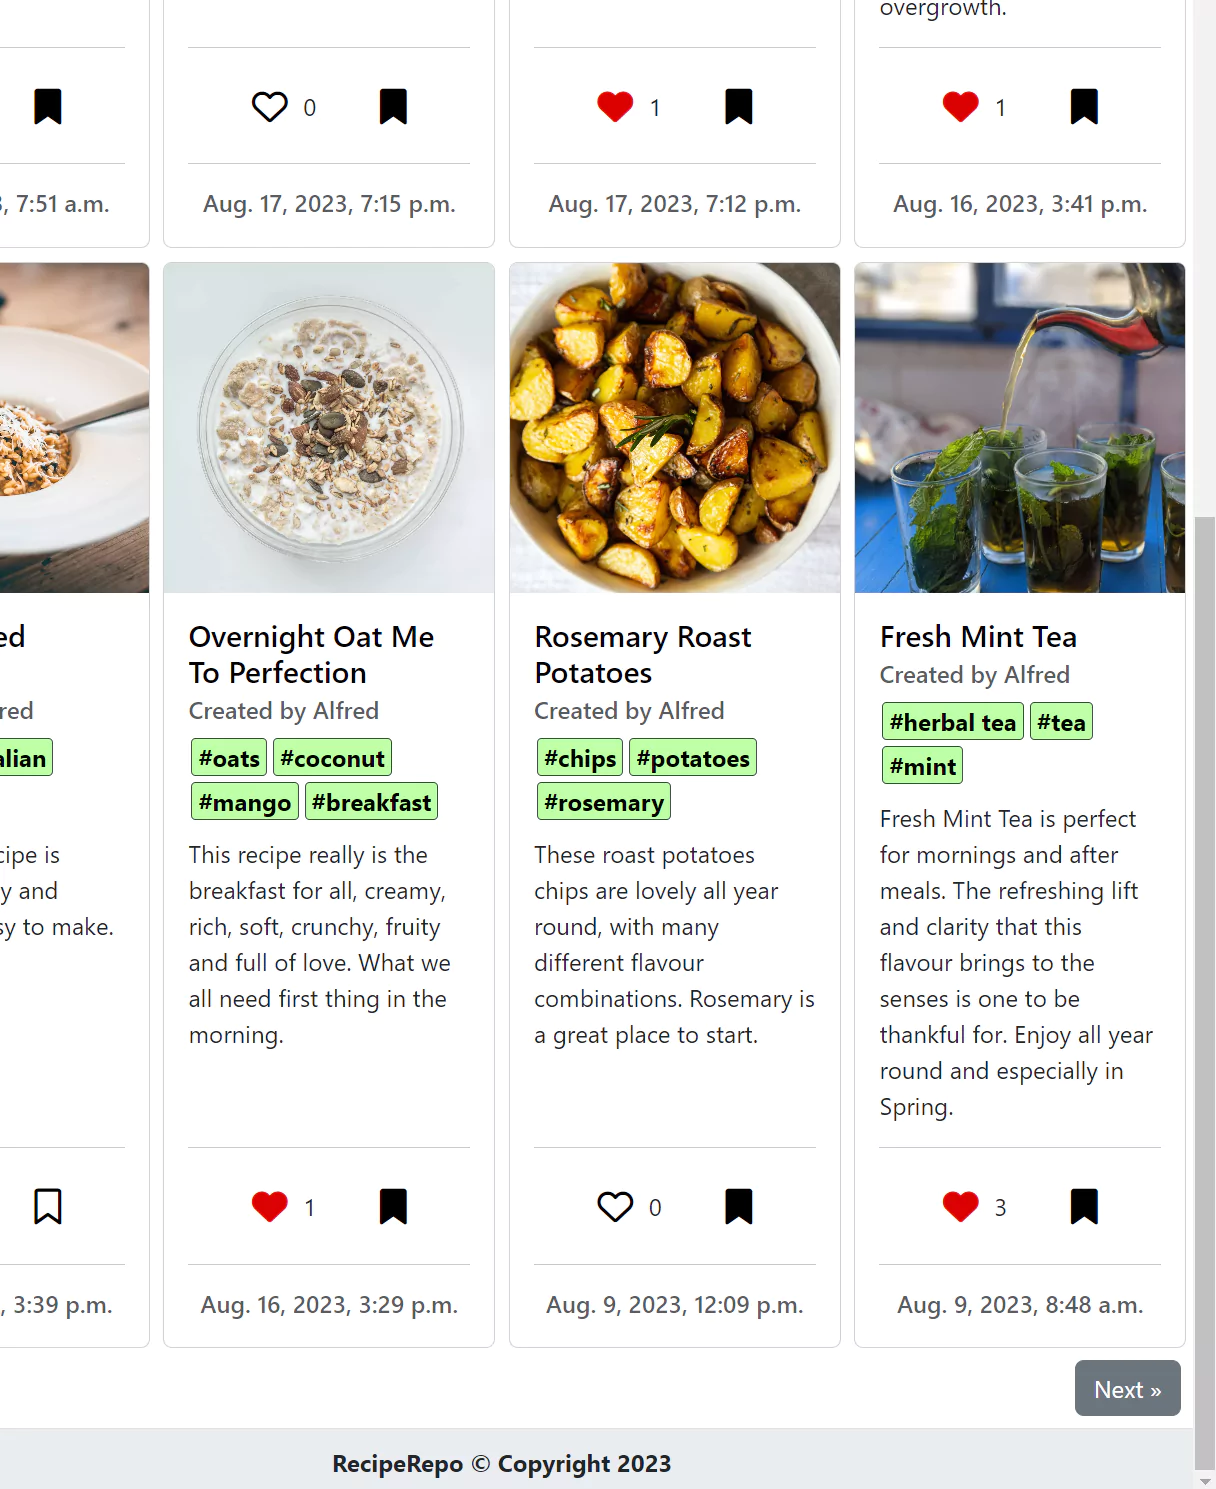 overgrowth.
0
1
1
7:51 a.m.
Aug. 17, 2023, 7:15 p.m.
Aug. 17, 2023, 7:12 p.m.
Aug. 16, 2023, 3:41 p.m.
Overnight Oat Me
To Perfection
Created by Alfred
#oats #coconut
#mango #breakfast
This recipe really is the
breakfast for all, creamy,
rich, soft, crunchy, fruity
and full of love. What we
all need first thing in the
morning.
1
Aug. 16, 2023, 3:29 p.m.
Rosemary Roast
Potatoes
Created by Alfred
#chips #potatoes
#rosemary
These roast potatoes
chips are lovely all year
round, with many
different flavour
combinations. Rosemary is
a great place to start.
0
Aug. 9, 2023, 12:09 p.m.
Fresh Mint Tea
Created by Alfred
#herbal tea #tea
#mint
Fresh Mint Tea is perfect
for mornings and after
meals. The refreshing lift
and clarity that this
flavour brings to the
senses is one to be
thankful for. Enjoy all year
round and especially in
Spring.
3
Aug. 9, 2023, 8:48 a.m.
is
and
to make.
3:39 p.m.
Next »
RecipeRepo © Copyright 2023